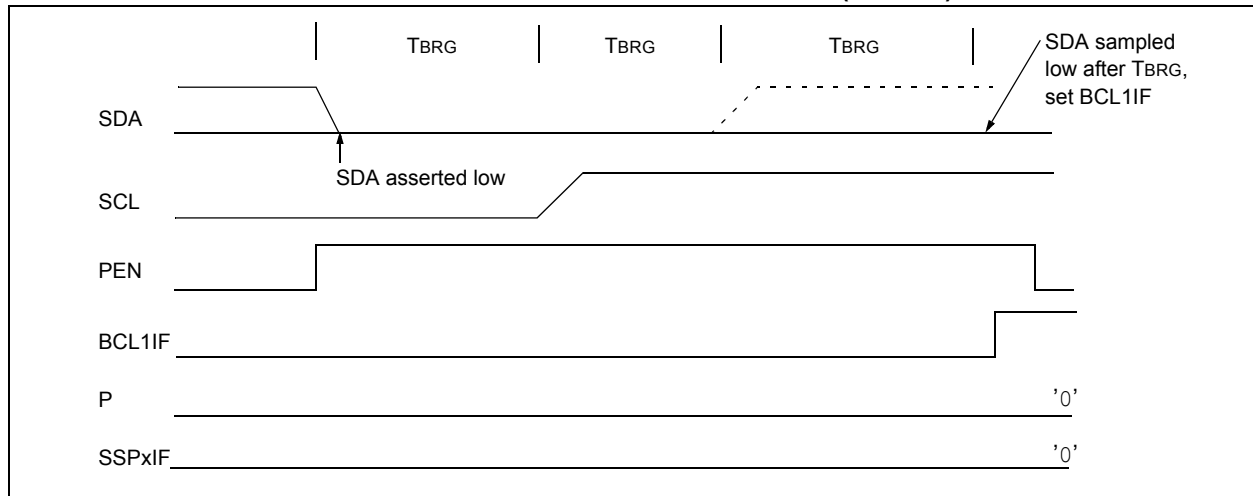 TBRG
TBRG
TBRG
SDA sampled
low after TBRG,
set BCL1IF
SDA
SDA asserted low
SCL
PEN
BCL1IF
P
'0'
SSPxIF
'0'